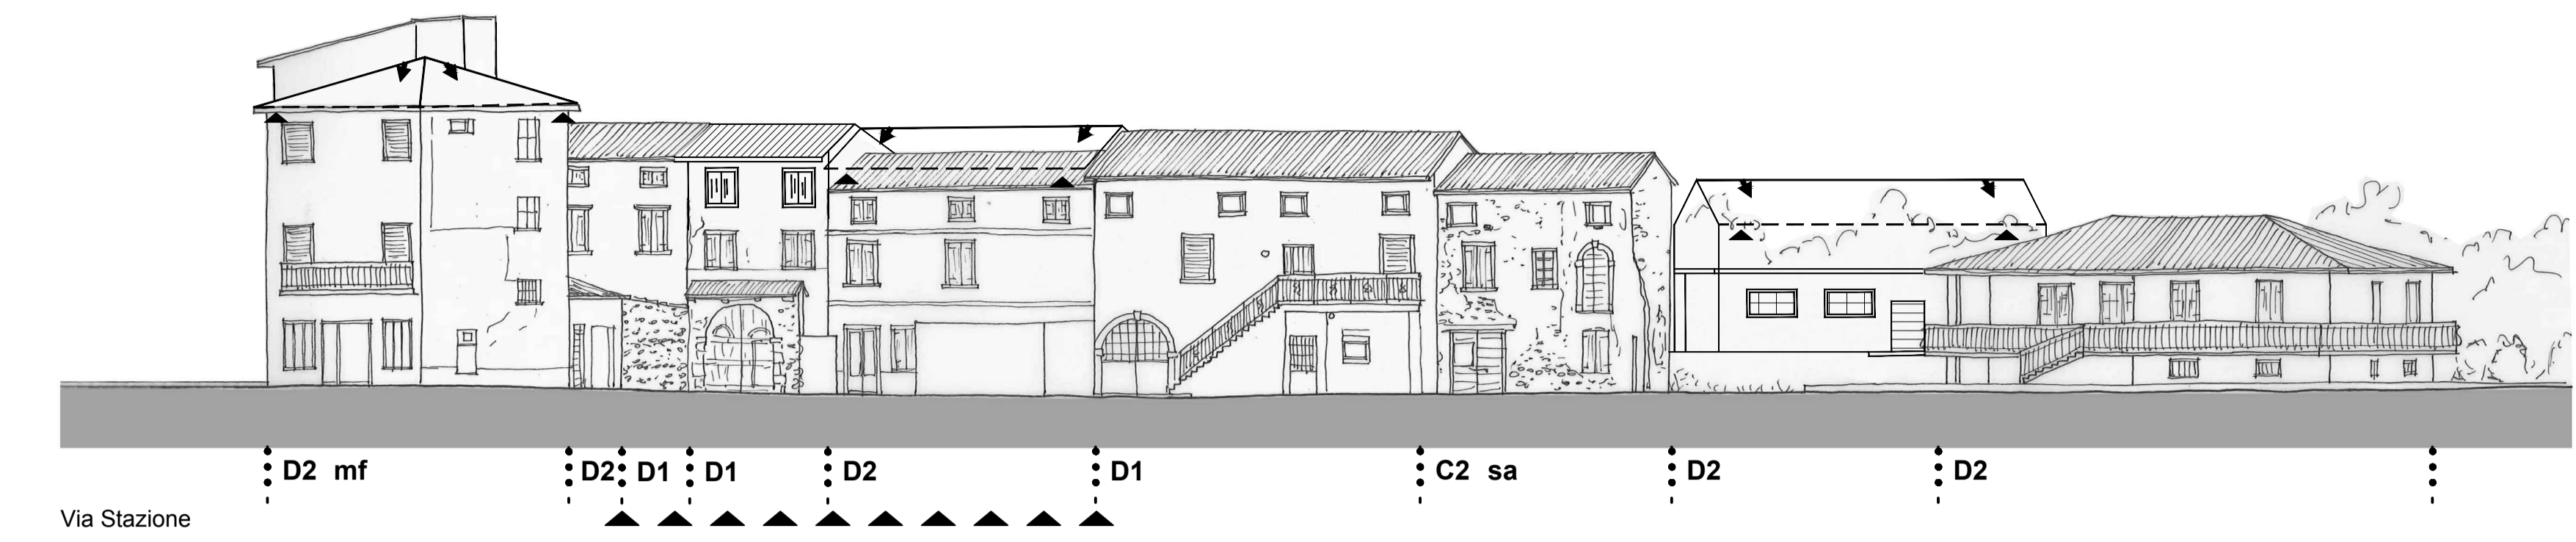 D2 mf D2 D1 D1 D2 D1 C2 sa D2 D2
Via Stazione